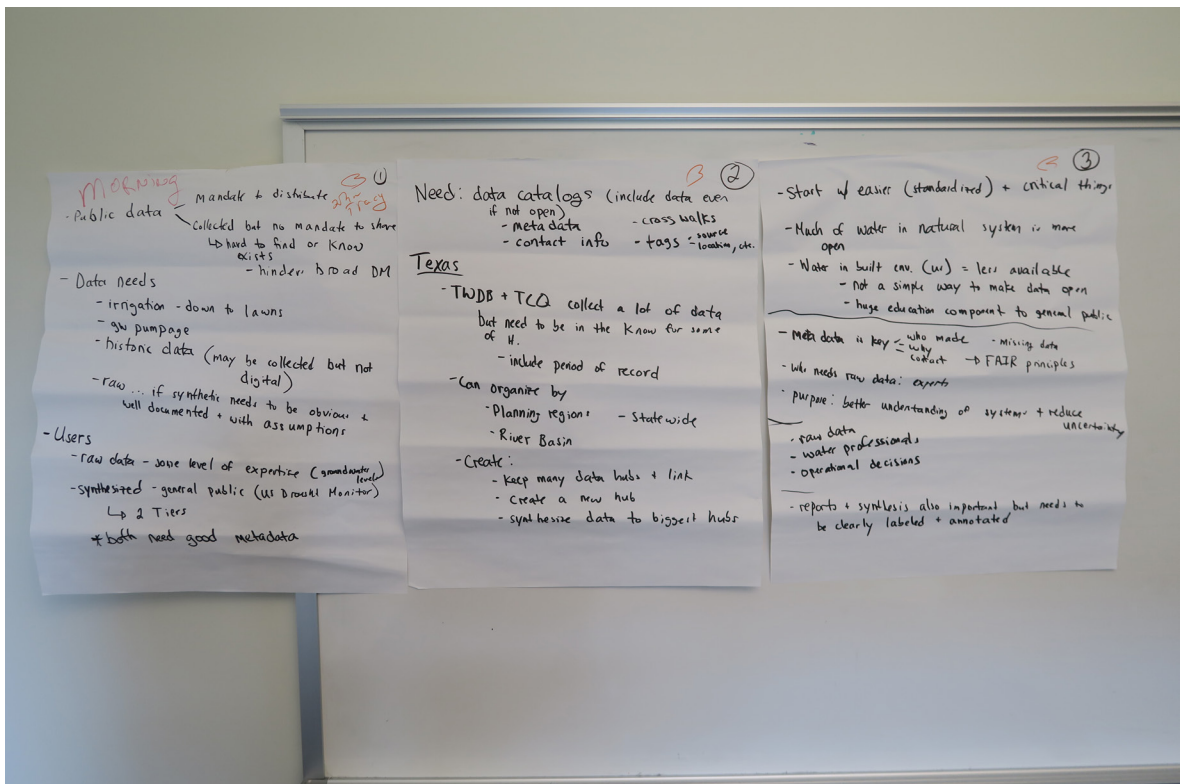 MORNING
①
- Public data
Mandate to distribute
Collected but no mandate to share
↳ hard to find or know
exists
- hinders broad DM
- Data needs
- irrigation - down to lawns
- gw pumpage
- historic data (may be collected but not
digital)
- raw ... if synthetic needs to be obvious +
well documented + with assumptions
- Users
- raw data - some level of expertise (groundwater
level)
- synthesized - general public (US Drought Monitor)
↳ 2 Tiers
* both need good metadata
B ②
Need: data catalogs (include data even
if not open)
- meta data
- contact info
- cross walks
- tags - source
- location, etc.
Texas
- TWDB + TCQ collect a lot of data
but need to be in the know for some
of it.
- include period of record
- Can organize by
- Planning regions - Statewide
- River Basin
- Create:
- Keep many data hubs + link
- Create a new hub
- synthesize data to biggest hubs
③
- Start w/ easier (standardized) + critical things
- Much of water in natural system is more
open
- Water in built env. (us) = less available
- not a simple way to make data open
- huge education component to general public
- Meta data is key - who made
- why
contact
- missing data
→ FAIR principles
- who needs raw data: experts
- purpose: better understanding of systems + reduce
uncertainty
- raw data
- water professionals
- operational decisions
- reports + synthesis also important but needs to
be clearly labeled + annotated